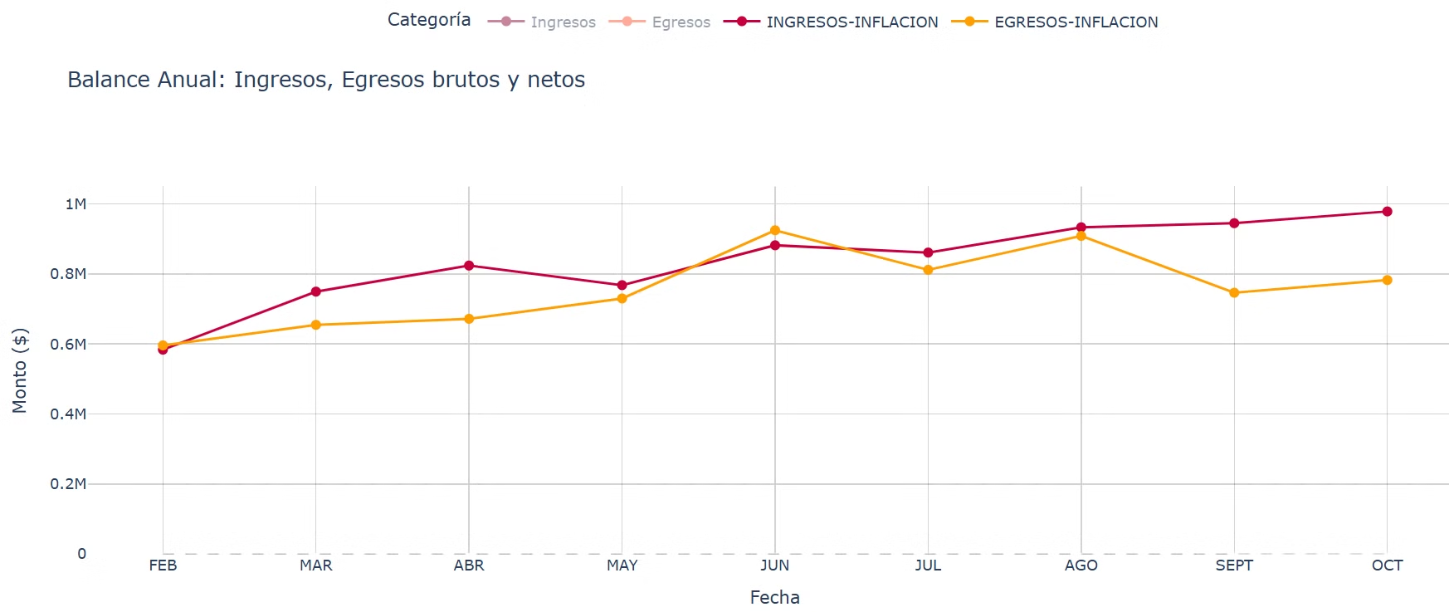 Categoría Ingresos Egresos INGRESOS-INFLACION EGRESOS-INFLACION
Balance Anual: Ingresos, Egresos brutos y netos
1M
0.8M
0.6M
0.4M
0.2M
0
Monto ($)
FEB MAR ABR MAY JUN JUL AGO SEPT OCT
Fecha